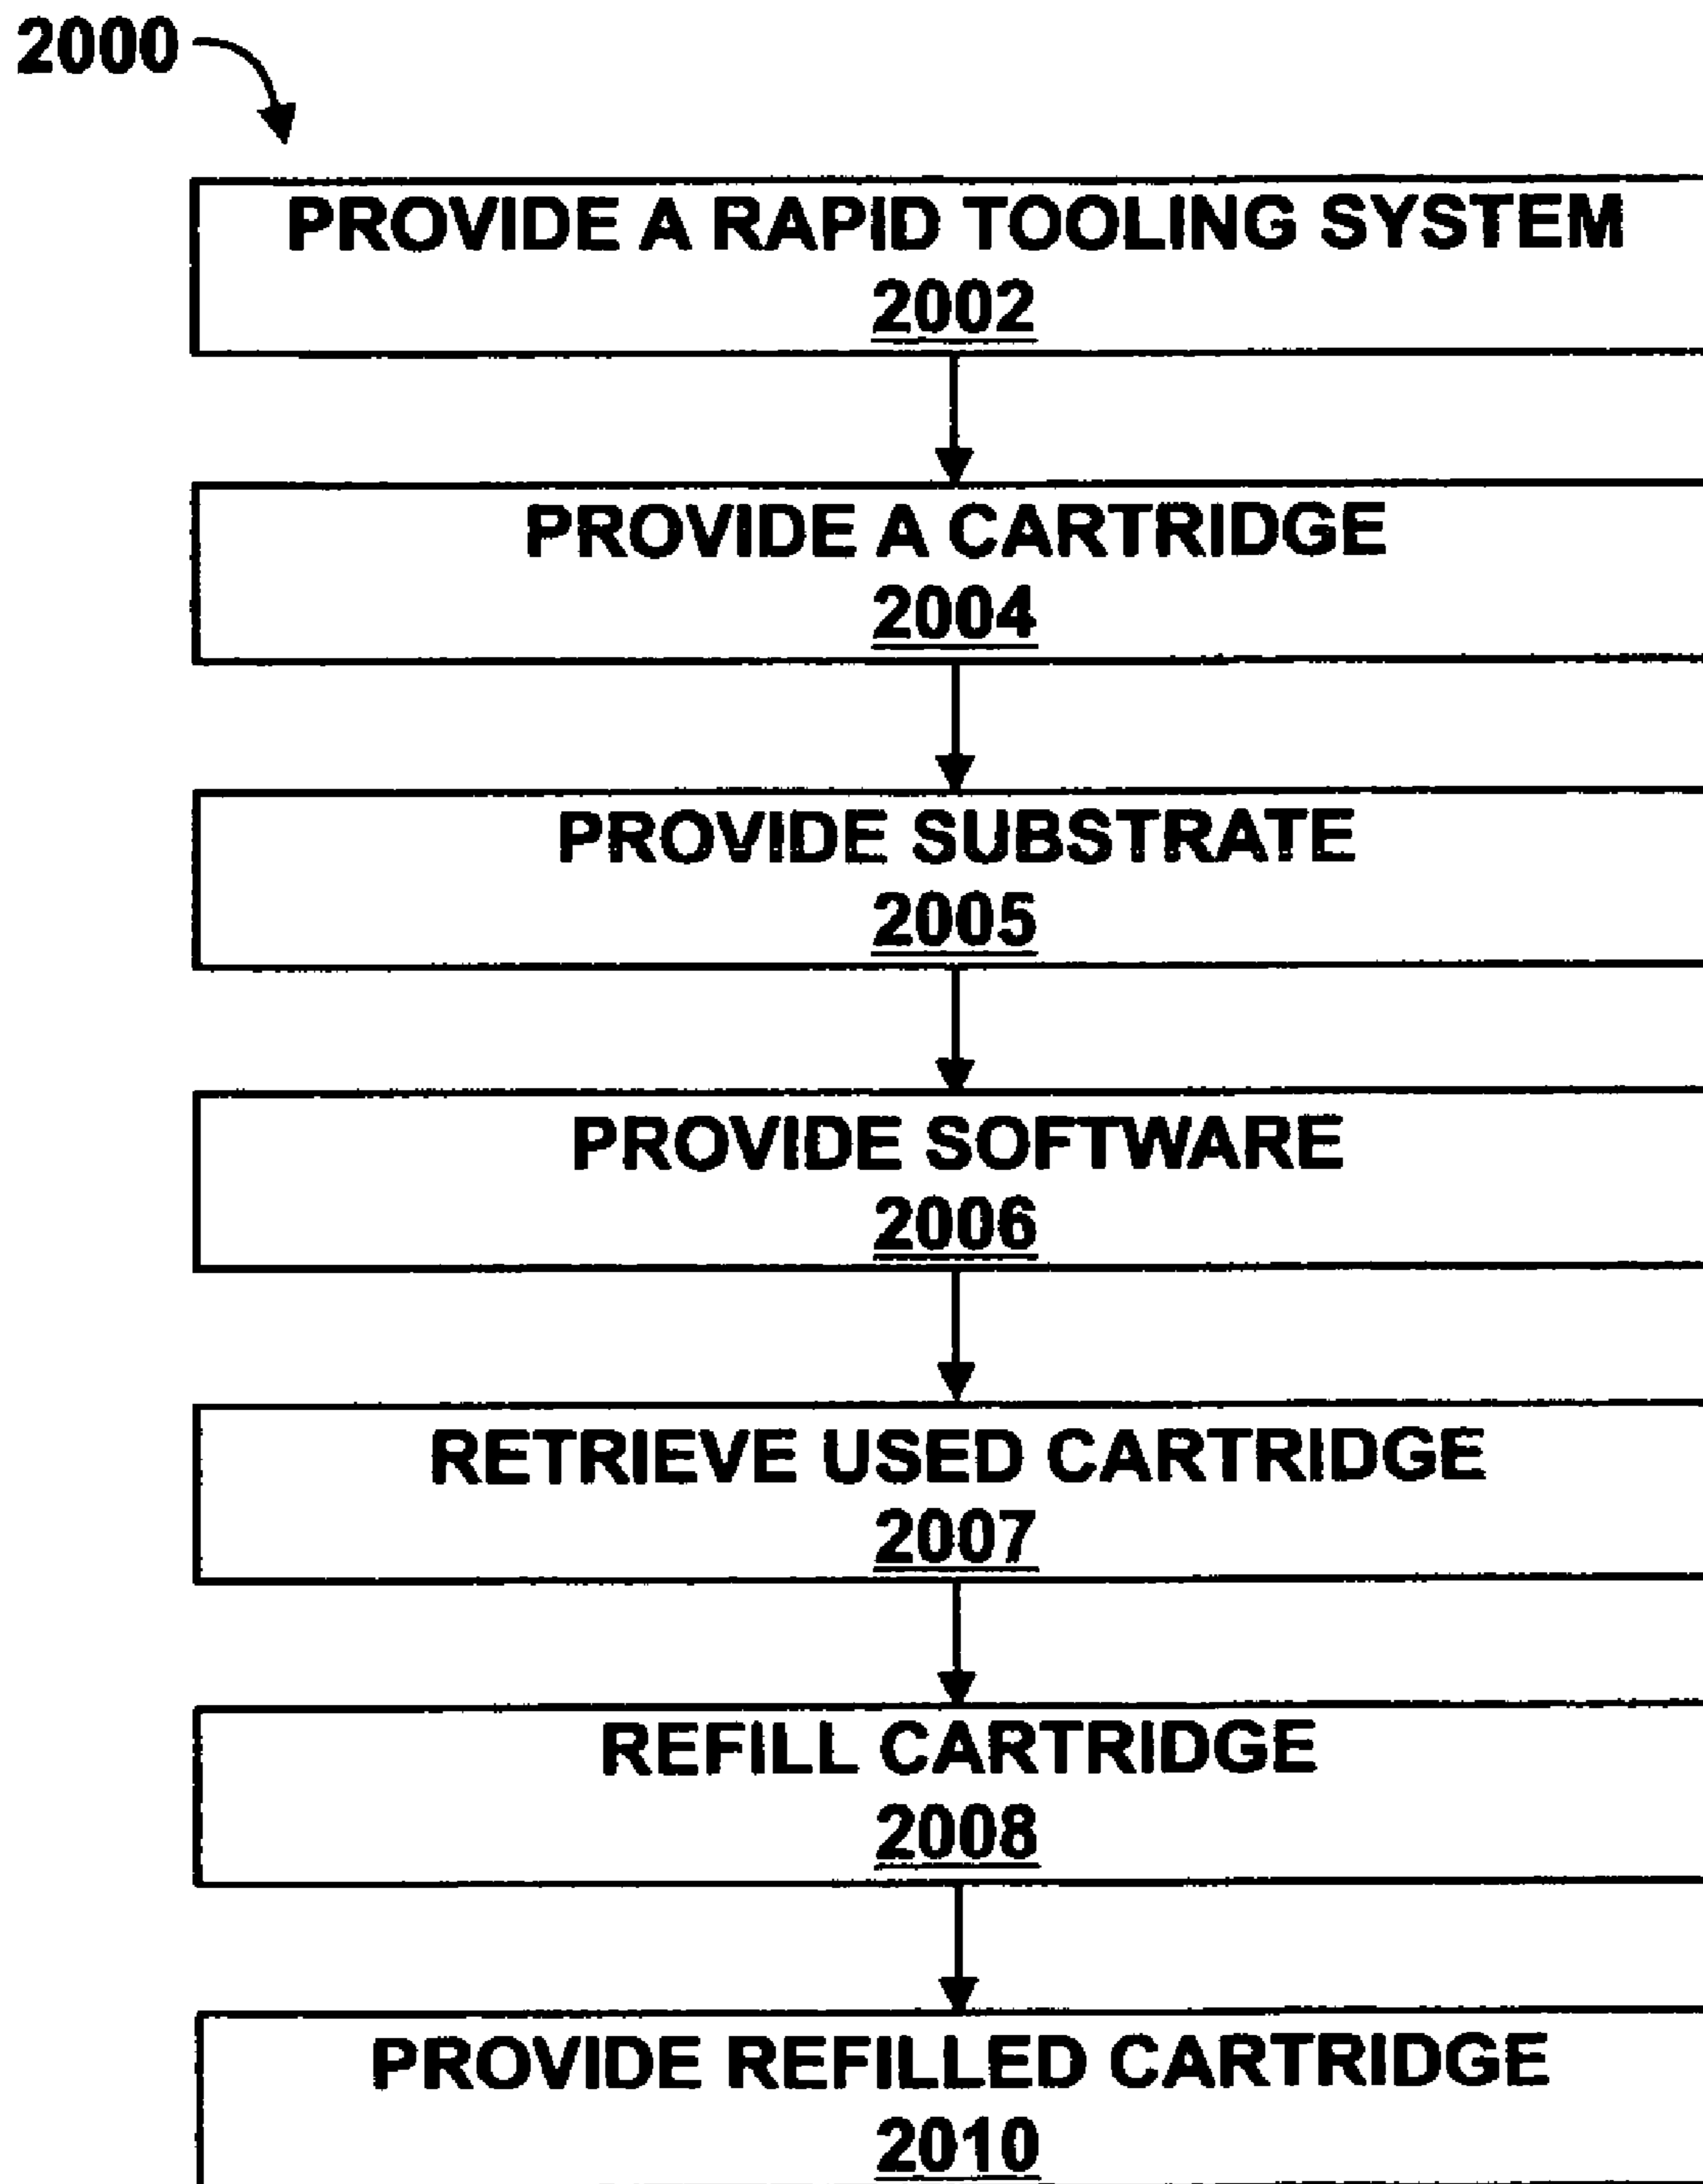 2000
PROVIDE A RAPID TOOLING SYSTEM
2002
PROVIDE A CARTRIDGE
2004
PROVIDE SUBSTRATE
2005
PROVIDE SOFTWARE
2006
RETRIEVE USED CARTRIDGE
2007
REFILL CARTRIDGE
2008
PROVIDE REFILLED CARTRIDGE
2010